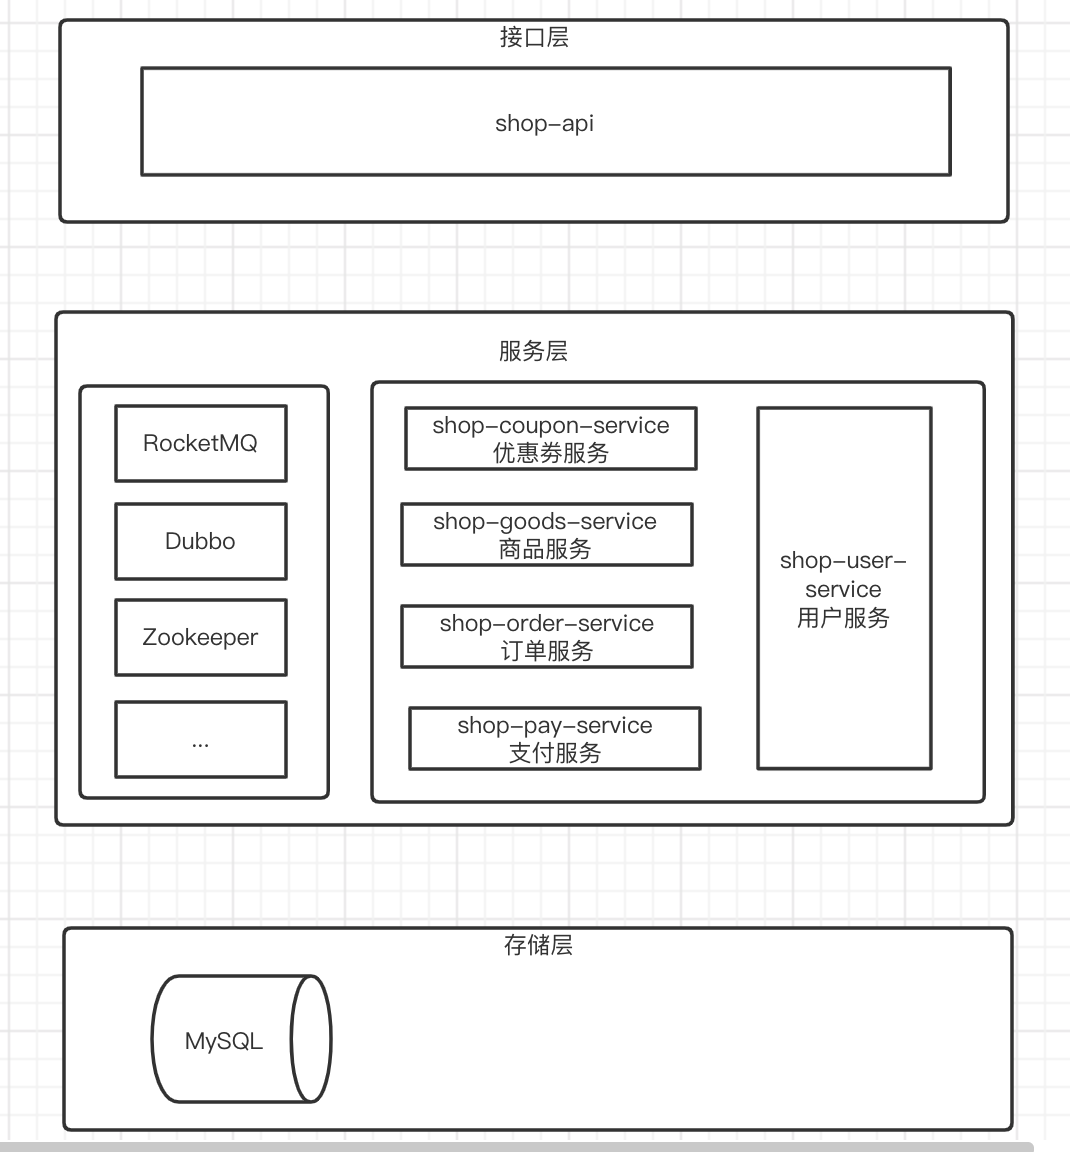 接口层
shop-api
服务层
RocketMQ
Dubbo
Zookeeper
...
shop-coupon-service
优惠券服务
shop-goods-service
商品服务
shop-order-service
订单服务
shop-pay-service
支付服务
shop-user-
service
用户服务
存储层
MySQL